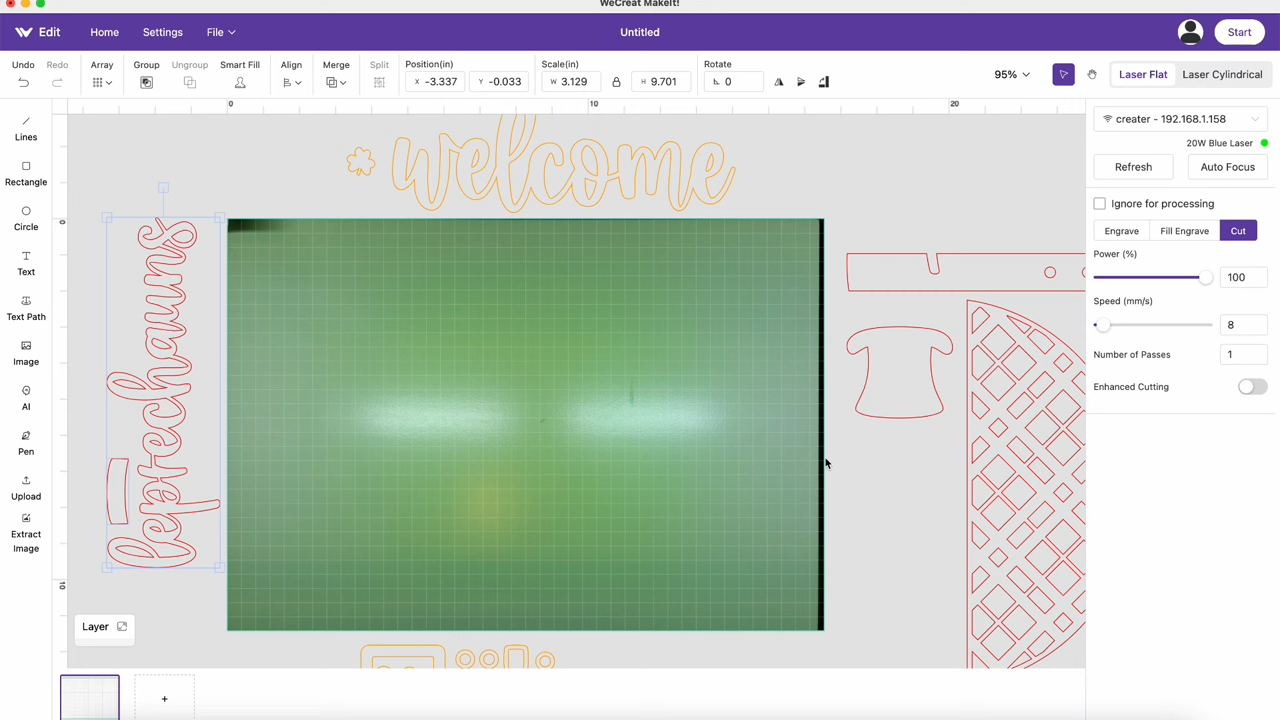 WeCreat MakeIt!
Edit Home Settings File Untitled Start
Undo Redo Array Group Ungroup Smart Fill Align Merge Split Position(in) Scale(in) Rotate
X -3.337 Y -0.033 W 3.129 H 9.701 0 95% Laser Flat Laser Cylindrical
0 10 20
Lines
Rectangle
Circle
Text
Text Path
Image
AI
Pen
Upload
Extract
Image
0
10
welcome
leprechauns
Layer
+
creater - 192.168.1.158
20W Blue Laser
Refresh Auto Focus
Ignore for processing
Engrave Fill Engrave Cut
Power (%)
100
Speed (mm/s)
8
Number of Passes 1
Enhanced Cutting